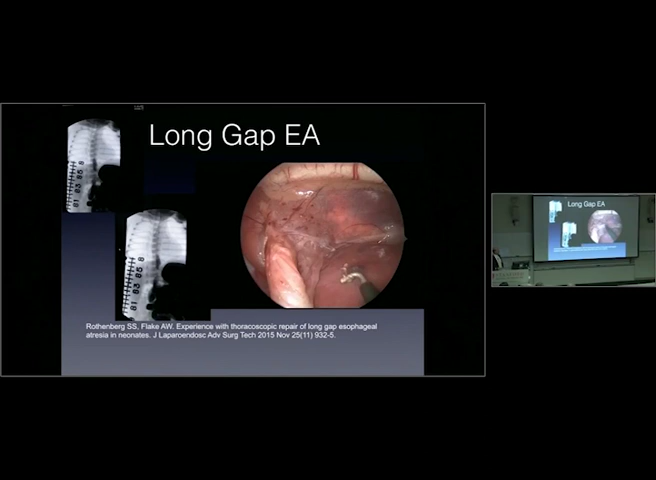 Long Gap EA
Rothenberg SS, Flake AW. Experience with thoracoscopic repair of long gap esophageal
atresia in neonates. J Laparoendosc Adv Surg Tech 2015 Nov 25(11) 932-5.
Long Gap EA